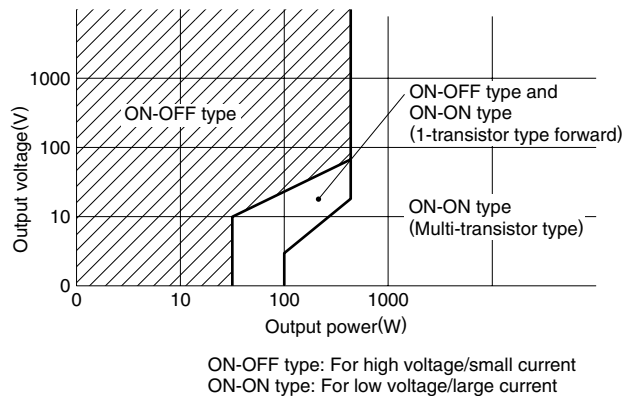 Output voltage(V)
1000
100
10
0
ON-OFF type
ON-OFF type and
ON-ON type
(1-transistor type forward)
ON-ON type
(Multi-transistor type)
0
10
100
1000
Output power(W)
ON-OFF type: For high voltage/small current
ON-ON type: For low voltage/large current